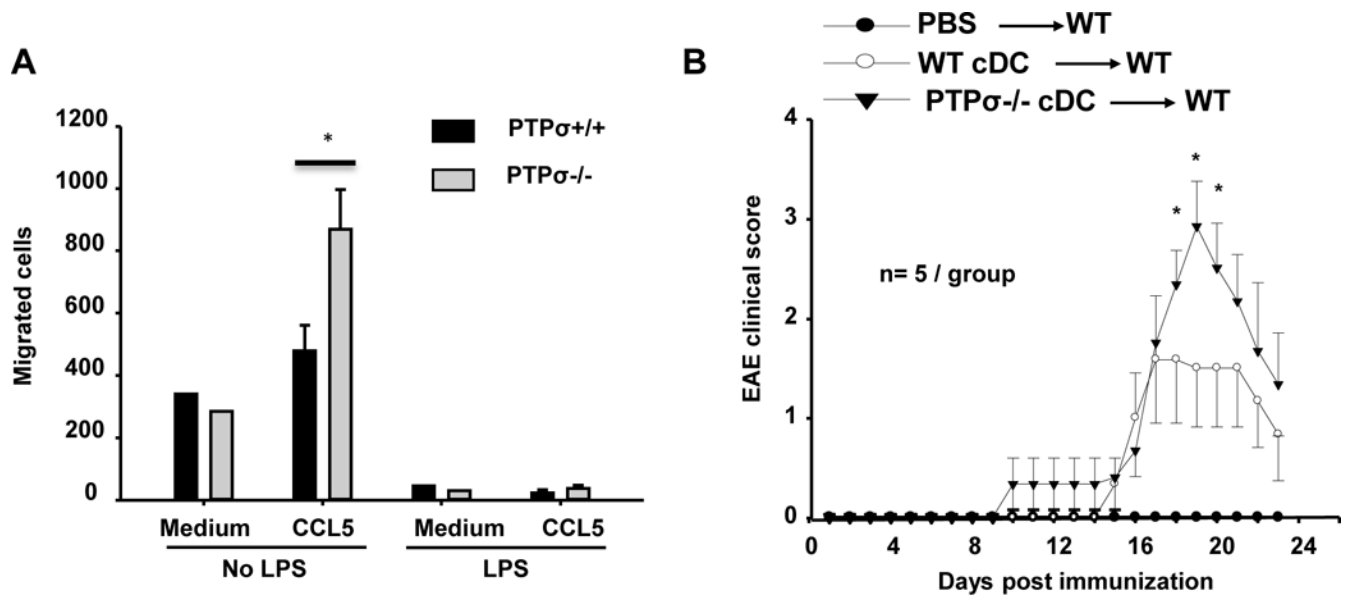 A
1200
1000
800
600
400
200
0
Migrated cells
*
PTPσ+/+
PTPσ-/-
Medium CCL5 Medium CCL5
No LPS LPS
B
PBS WT
WT cDC WT
PTPσ-/- cDC WT
4
3
2
1
0
EAE clinical score
n= 5 / group
* * *
0 4 8 10 12 14 16 20 24
Days post immunization